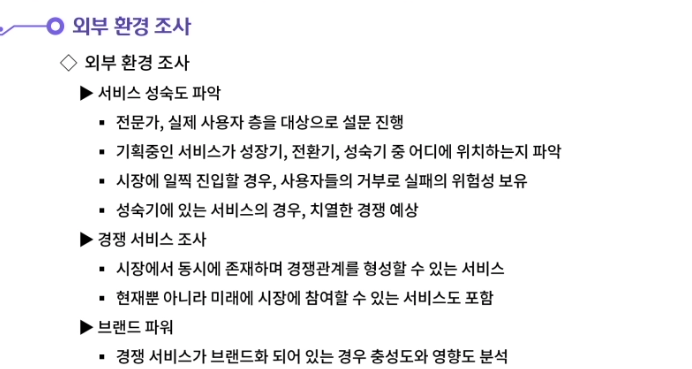 외부 환경 조사
◇ 외부 환경 조사
▶ 서비스 성숙도 파악
▪ 전문가, 실제 사용자 층을 대상으로 설문 진행
▪ 기획중인 서비스가 성장기, 전환기, 성숙기 중 어디에 위치하는지 파악
▪ 시장에 일찍 진입할 경우, 사용자들의 거부로 실패의 위험성 보유
▪ 성숙기에 있는 서비스의 경우, 치열한 경쟁 예상
▶ 경쟁 서비스 조사
▪ 시장에서 동시에 존재하며 경쟁관계를 형성할 수 있는 서비스
▪ 현재뿐 아니라 미래에 시장에 참여할 수 있는 서비스도 포함
▶ 브랜드 파워
▪ 경쟁 서비스가 브랜드화 되어 있는 경우 충성도와 영향도 분석